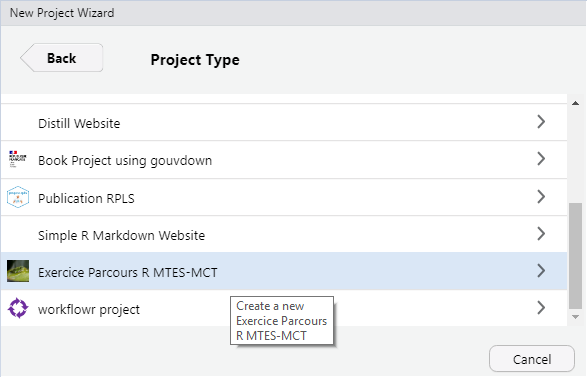 New Project Wizard
Back
Project Type
Distill Website
Book Project using gouvdown
Publication RPLS
Simple R Markdown Website
Exercice Parcours R MTES-MCT
workflowr project
Create a new
Exercice Parcours
R MTES-MCT
Cancel